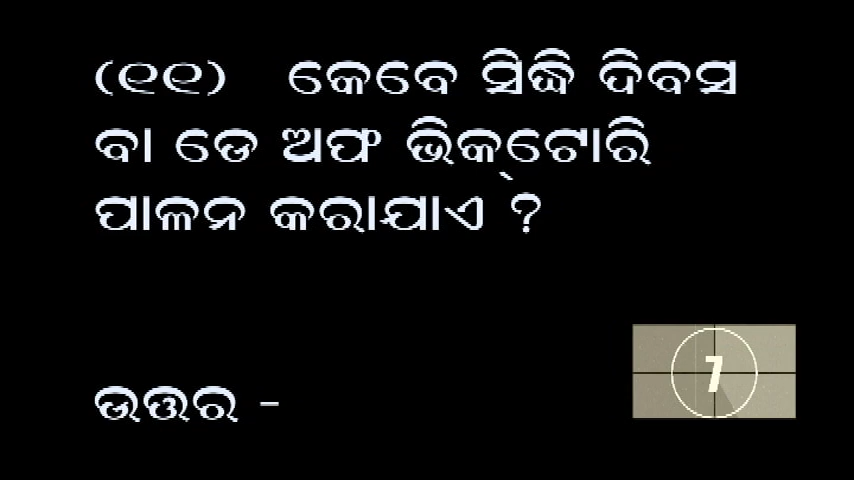 (୧୧) କେବେ ସିଦ୍ଧି ଦିବସ
ବା ଡେ ଅଫ ଭିକ୍ଟୋରି
ପାଳନ କରାଯାଏ ?
ଉତ୍ତର -
7